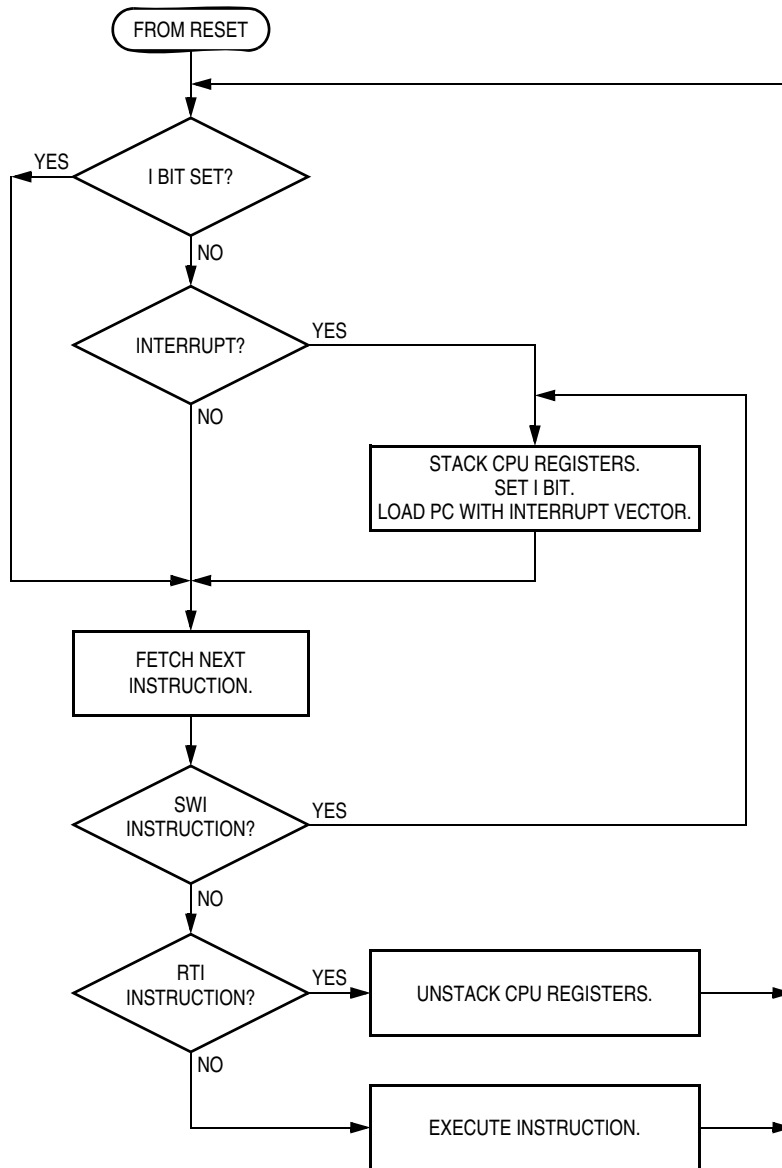 FROM RESET
YES
I BIT SET?
NO
INTERRUPT?
YES
NO
STACK CPU REGISTERS.
SET I BIT.
LOAD PC WITH INTERRUPT VECTOR.
FETCH NEXT
INSTRUCTION.
SWI
INSTRUCTION?
YES
NO
RTI
INSTRUCTION?
YES
UNSTACK CPU REGISTERS.
NO
EXECUTE INSTRUCTION.